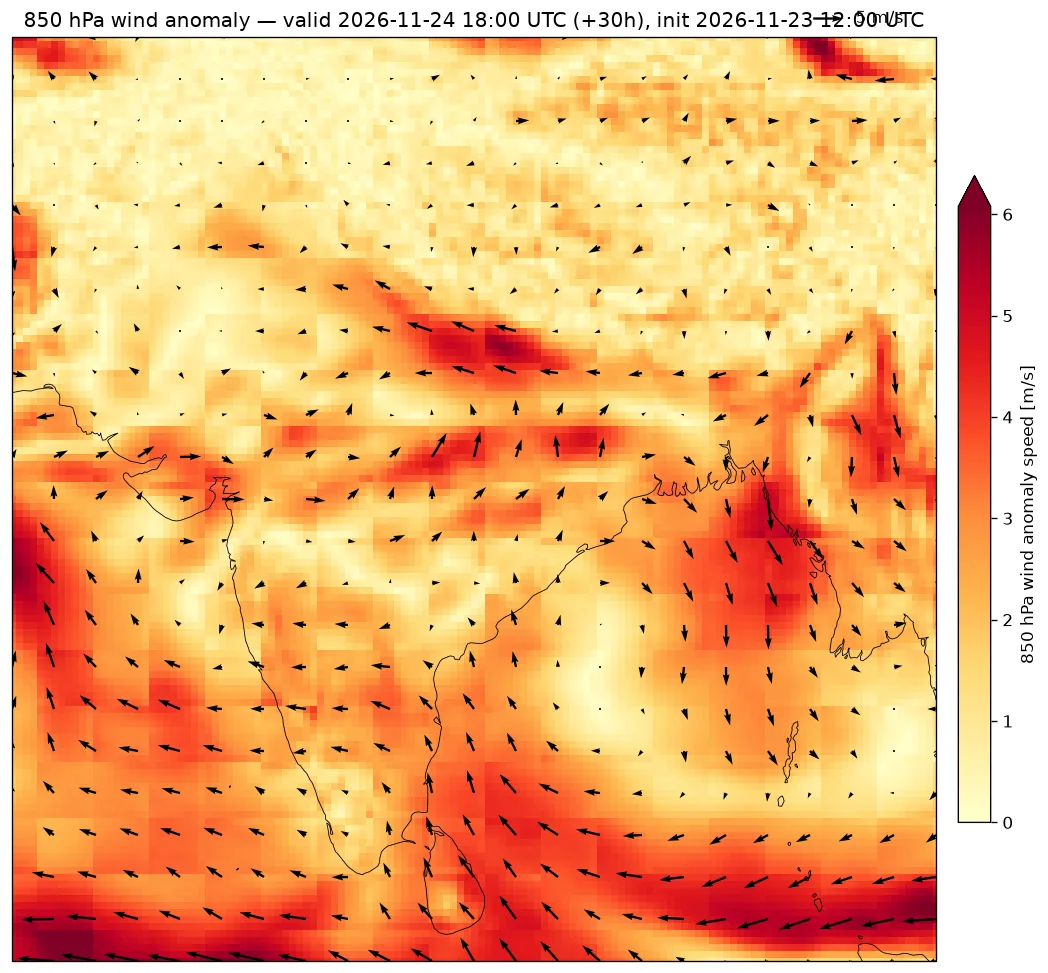 850 hPa wind anomaly — valid 2026-11-24 18:00 UTC (+30h), init 2026-11-23 12:00 UTC
5 m/s
6
5
4
3
2
1
0
850 hPa wind anomaly speed [m/s]